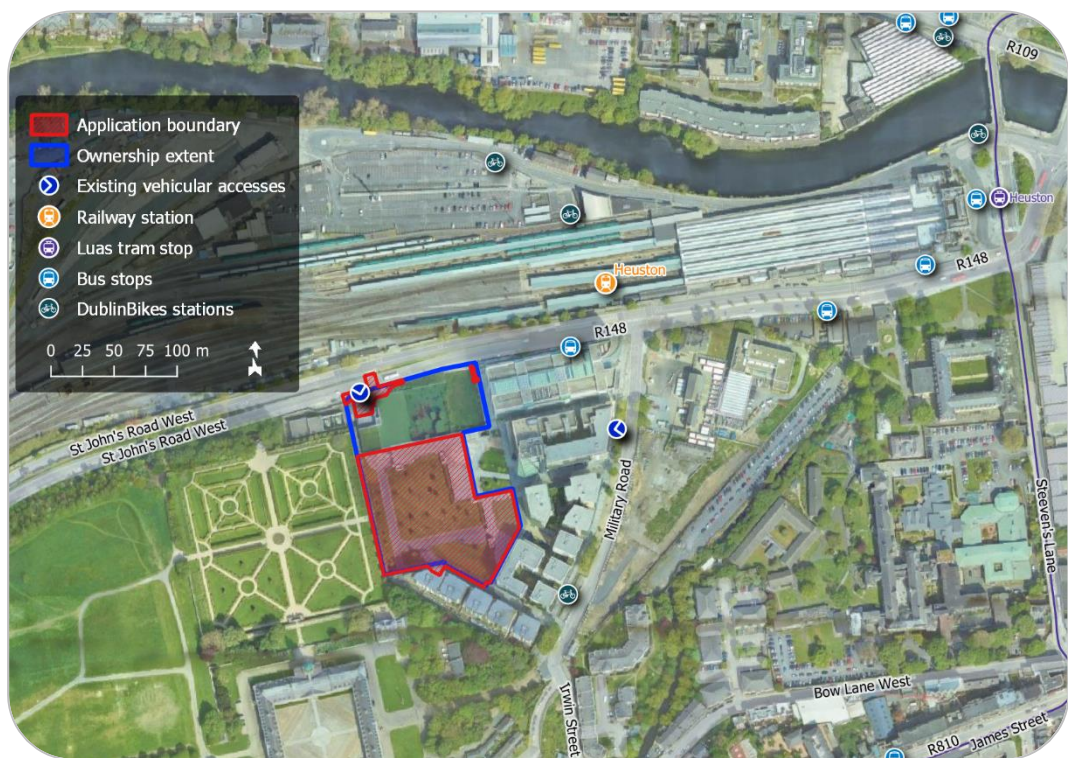 R109
Application boundary
Ownership extent
Existing vehicular accesses
Railway station
Luas tram stop
Bus stops
DublinBikes stations
0 25 50 75 100 m
Heuston
R148
Heuston
R148
St John's Road West
St John's Road West
Military Road
Steeven's Lane
Irwin Street
Bow Lane West
R810
James Street